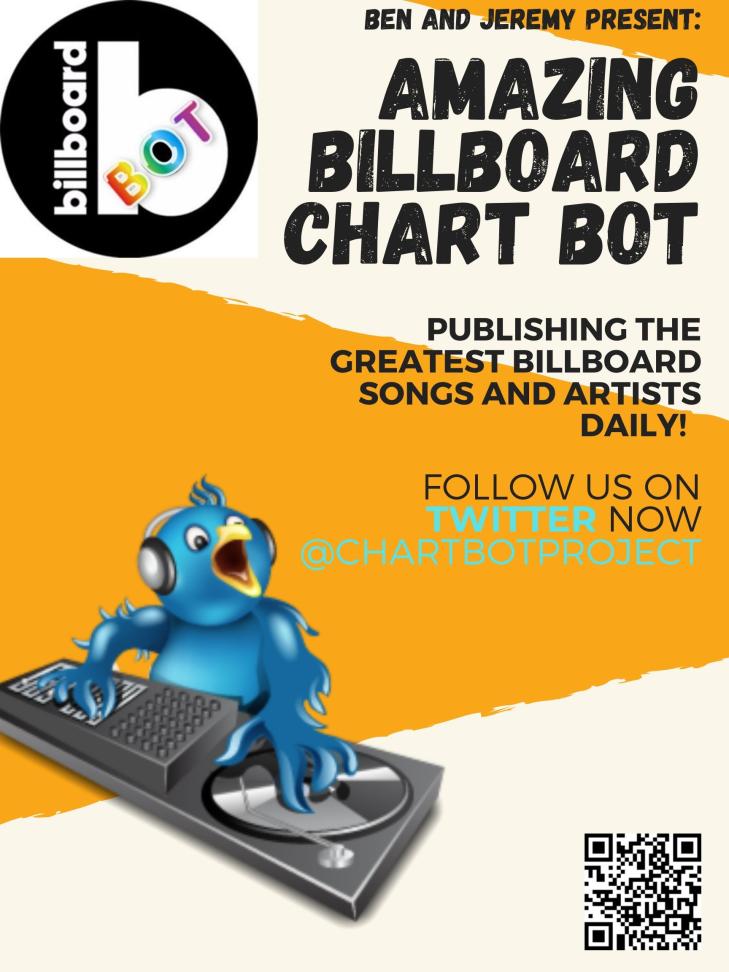 billboard
BOT
BEN AND JEREMY PRESENT:
AMAZING
BILLBOARD
CHART BOT
PUBLISHING THE
GREATEST BILLBOARD
SONGS AND ARTISTS
DAILY!
FOLLOW US ON
TWITTER NOW
@CHARTBOTPROJECT